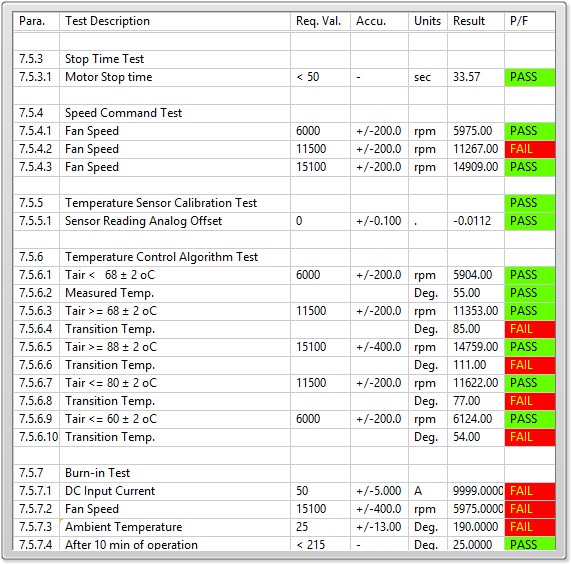 Para. Test Description Req. Val. Accu. Units Result P/F
7.5.3 Stop Time Test
7.5.3.1 Motor Stop time < 50 - sec 33.57 PASS
7.5.4 Speed Command Test
7.5.4.1 Fan Speed 6000 +/-200.0 rpm 5975.00 PASS
7.5.4.2 Fan Speed 11500 +/-200.0 rpm 11267.00 FAIL
7.5.4.3 Fan Speed 15100 +/-200.0 rpm 14909.00 PASS
7.5.5 Temperature Sensor Calibration Test PASS
7.5.5.1 Sensor Reading Analog Offset 0 +/-0.100 . -0.0112 PASS
7.5.6 Temperature Control Algorithm Test
7.5.6.1 Tair < 68 ± 2 oC 6000 +/-200.0 rpm 5904.00 PASS
7.5.6.2 Measured Temp. Deg. 55.00 PASS
7.5.6.3 Tair >= 68 ± 2 oC 11500 +/-200.0 rpm 11353.00 PASS
7.5.6.4 Transition Temp. Deg. 85.00 FAIL
7.5.6.5 Tair >= 88 ± 2 oC 15100 +/-400.0 rpm 14759.00 PASS
7.5.6.6 Transition Temp. Deg. 111.00 FAIL
7.5.6.7 Tair <= 80 ± 2 oC 11500 +/-200.0 rpm 11622.00 PASS
7.5.6.8 Transition Temp. Deg. 77.00 FAIL
7.5.6.9 Tair <= 60 ± 2 oC 6000 +/-200.0 rpm 6124.00 PASS
7.5.6.10 Transition Temp. Deg. 54.00 FAIL
7.5.7 Burn-in Test
7.5.7.1 DC Input Current 50 +/-5.000 A 9999.0000 FAIL
7.5.7.2 Fan Speed 15100 +/-400.0 rpm 5975.0000 FAIL
7.5.7.3 Ambient Temperature 25 +/-13.00 Deg. 190.0000 FAIL
7.5.7.4 After 10 min of operation < 215 - Deg. 25.0000 PASS